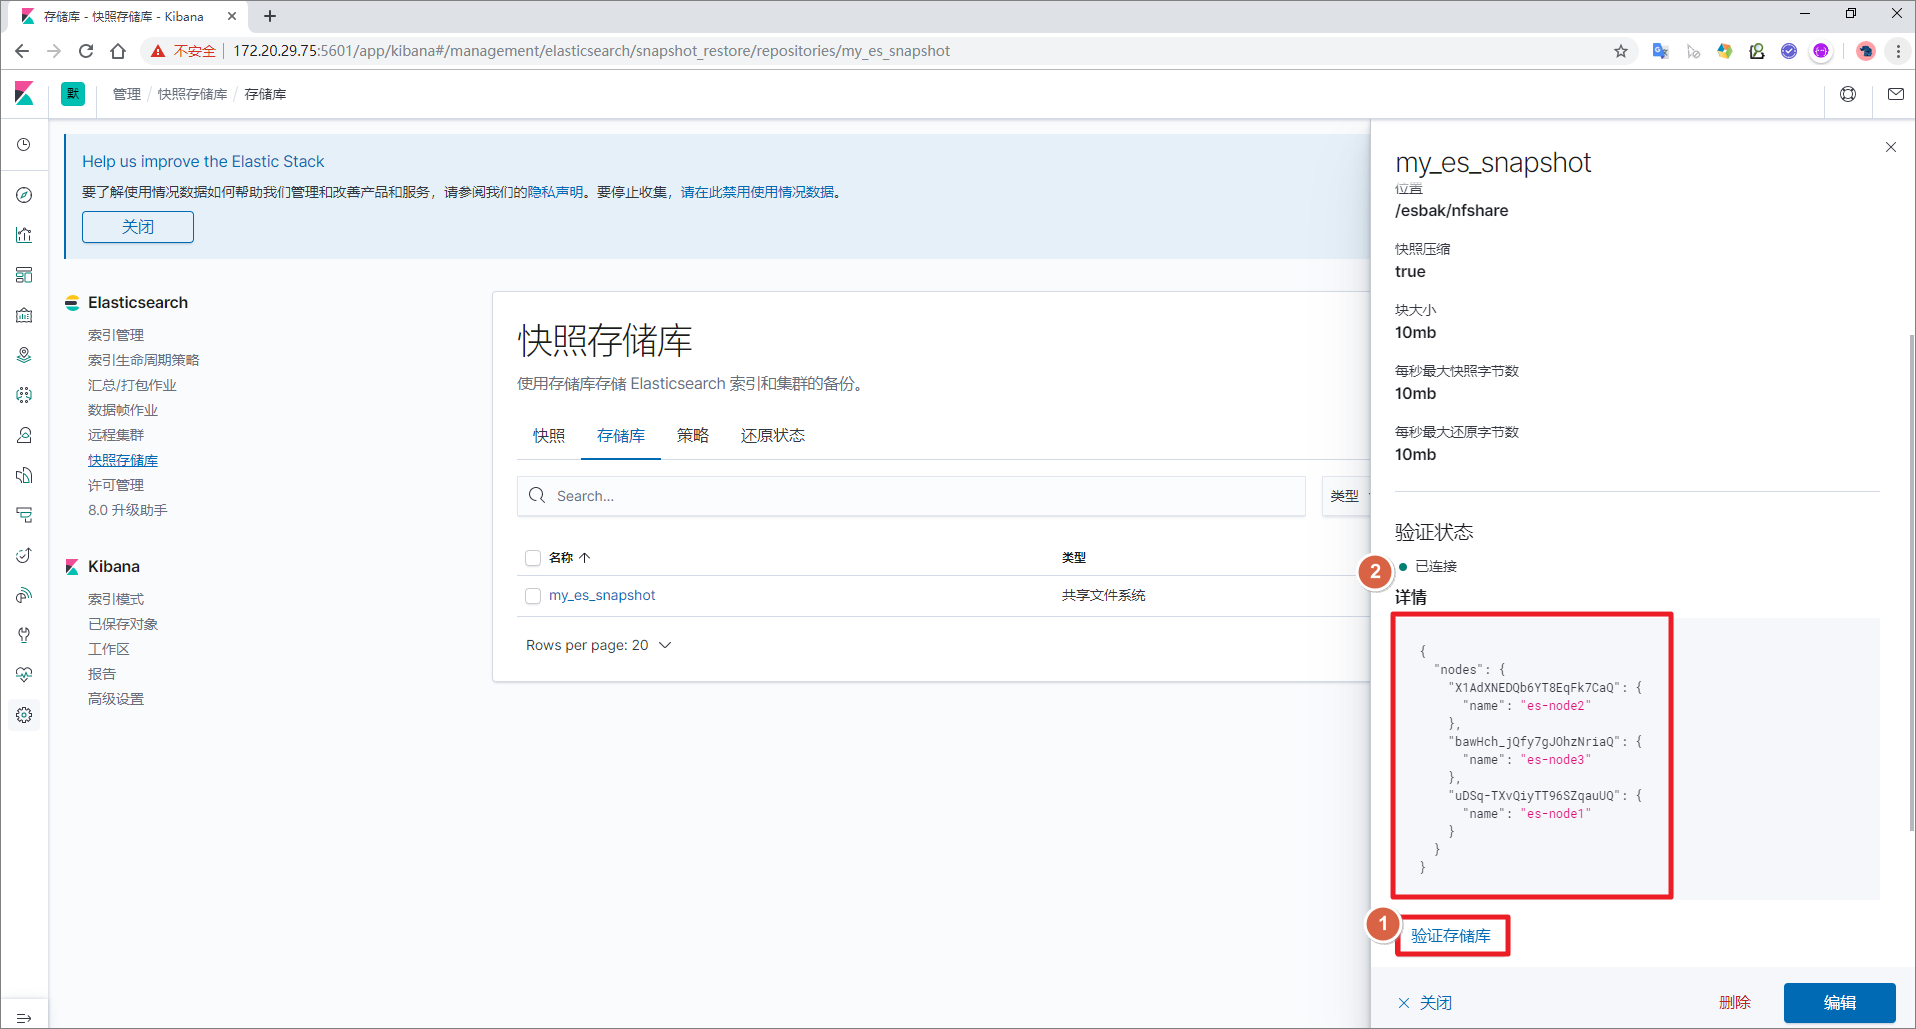 存储库 - 快照存储库 - Kibana
不安全
172.20.29.75:5601/app/kibana#/management/elasticsearch/snapshot_restore/repositories/my_es_snapshot
默
管理 / 快照存储库 / 存储库
Help us improve the Elastic Stack
要了解使用情况数据如何帮助我们管理和改善产品和服务，请参阅我们的隐私声明。要停止收集，请在此禁用使用情况数据。
关闭
Elasticsearch
索引管理
索引生命周期策略
汇总/打包作业
数据帧作业
远程集群
快照存储库
许可管理
8.0 升级助手
Kibana
索引模式
已保存对象
工作区
报告
高级设置
快照存储库
使用存储库存储 Elasticsearch 索引和集群的备份。
快照
存储库
策略
还原状态
Search...
类型
名称
类型
my_es_snapshot
共享文件系统
Rows per page: 20
my_es_snapshot
位置
/esbak/nfshare
快照压缩
true
块大小
10mb
每秒最大快照字节数
10mb
每秒最大还原字节数
10mb
验证状态
2
已连接
详情
{
"nodes": {
"X1AdXNEDQb6YT8EqFk7CaQ": {
"name": "es-node2"
},
"bawHch_jQfy7gJOhzNriaQ": {
"name": "es-node3"
},
"uDSq-TXvQiyTT96SZqauUQ": {
"name": "es-node1"
}
}
}
1
验证存储库
关闭
删除
编辑